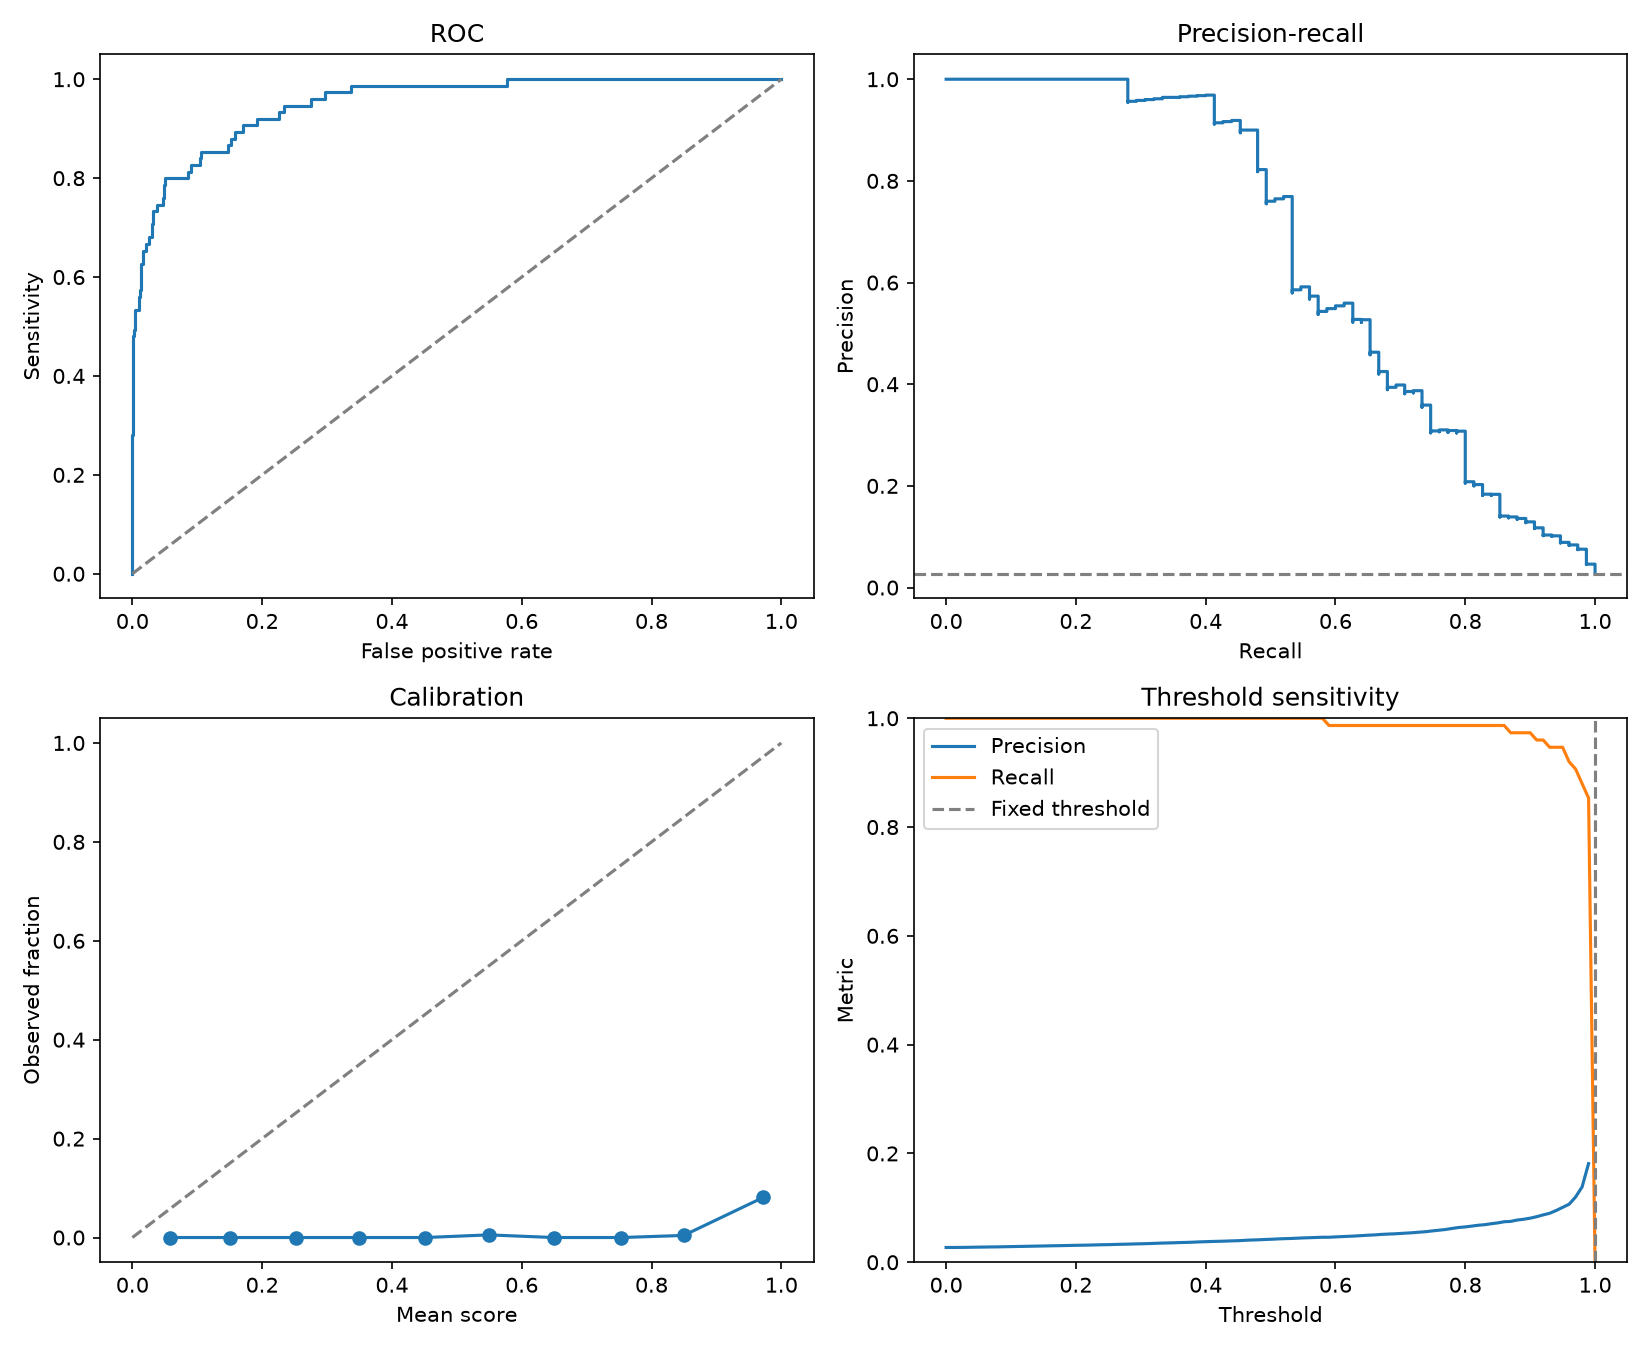 ROC
1.0
0.8
0.6
0.4
0.2
0.0
Sensitivity
0.0 0.2 0.4 0.6 0.8 1.0
False positive rate
Precision-recall
1.0
0.8
0.6
0.4
0.2
0.0
Precision
0.0 0.2 0.4 0.6 0.8 1.0
Recall
Calibration
1.0
0.8
0.6
0.4
0.2
0.0
Observed fraction
0.0 0.2 0.4 0.6 0.8 1.0
Mean score
Threshold sensitivity
1.0
0.8
0.6
0.4
0.2
0.0
Metric
Precision
Recall
Fixed threshold
0.0 0.2 0.4 0.6 0.8 1.0
Threshold